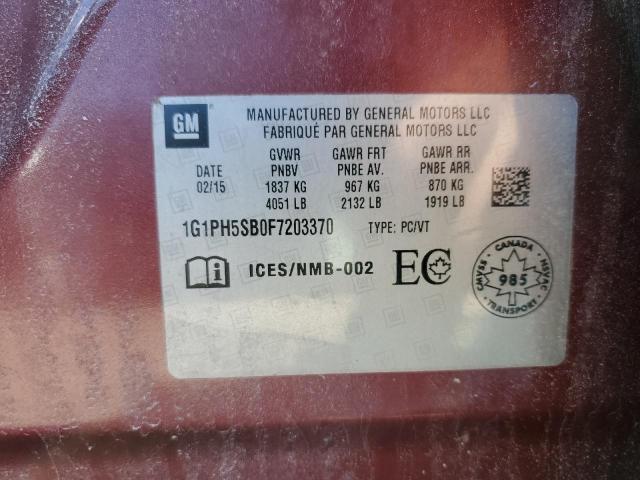 GM
MANUFACTURED BY GENERAL MOTORS LLC
FABRIQUÉ PAR GENERAL MOTORS LLC
GVWR GAWR FRT GAWR RR
DATE PNBV PNBE AV. PNBE ARR.
02/15 1837 KG 967 KG 870 KG
4051 LB 2132 LB 1919 LB
1G1PH5SB0F7203370 TYPE: PC/VT
i ICES/NMB-002 EC
CANADA
CMVSS 985 NSVAC
TRANSPORT